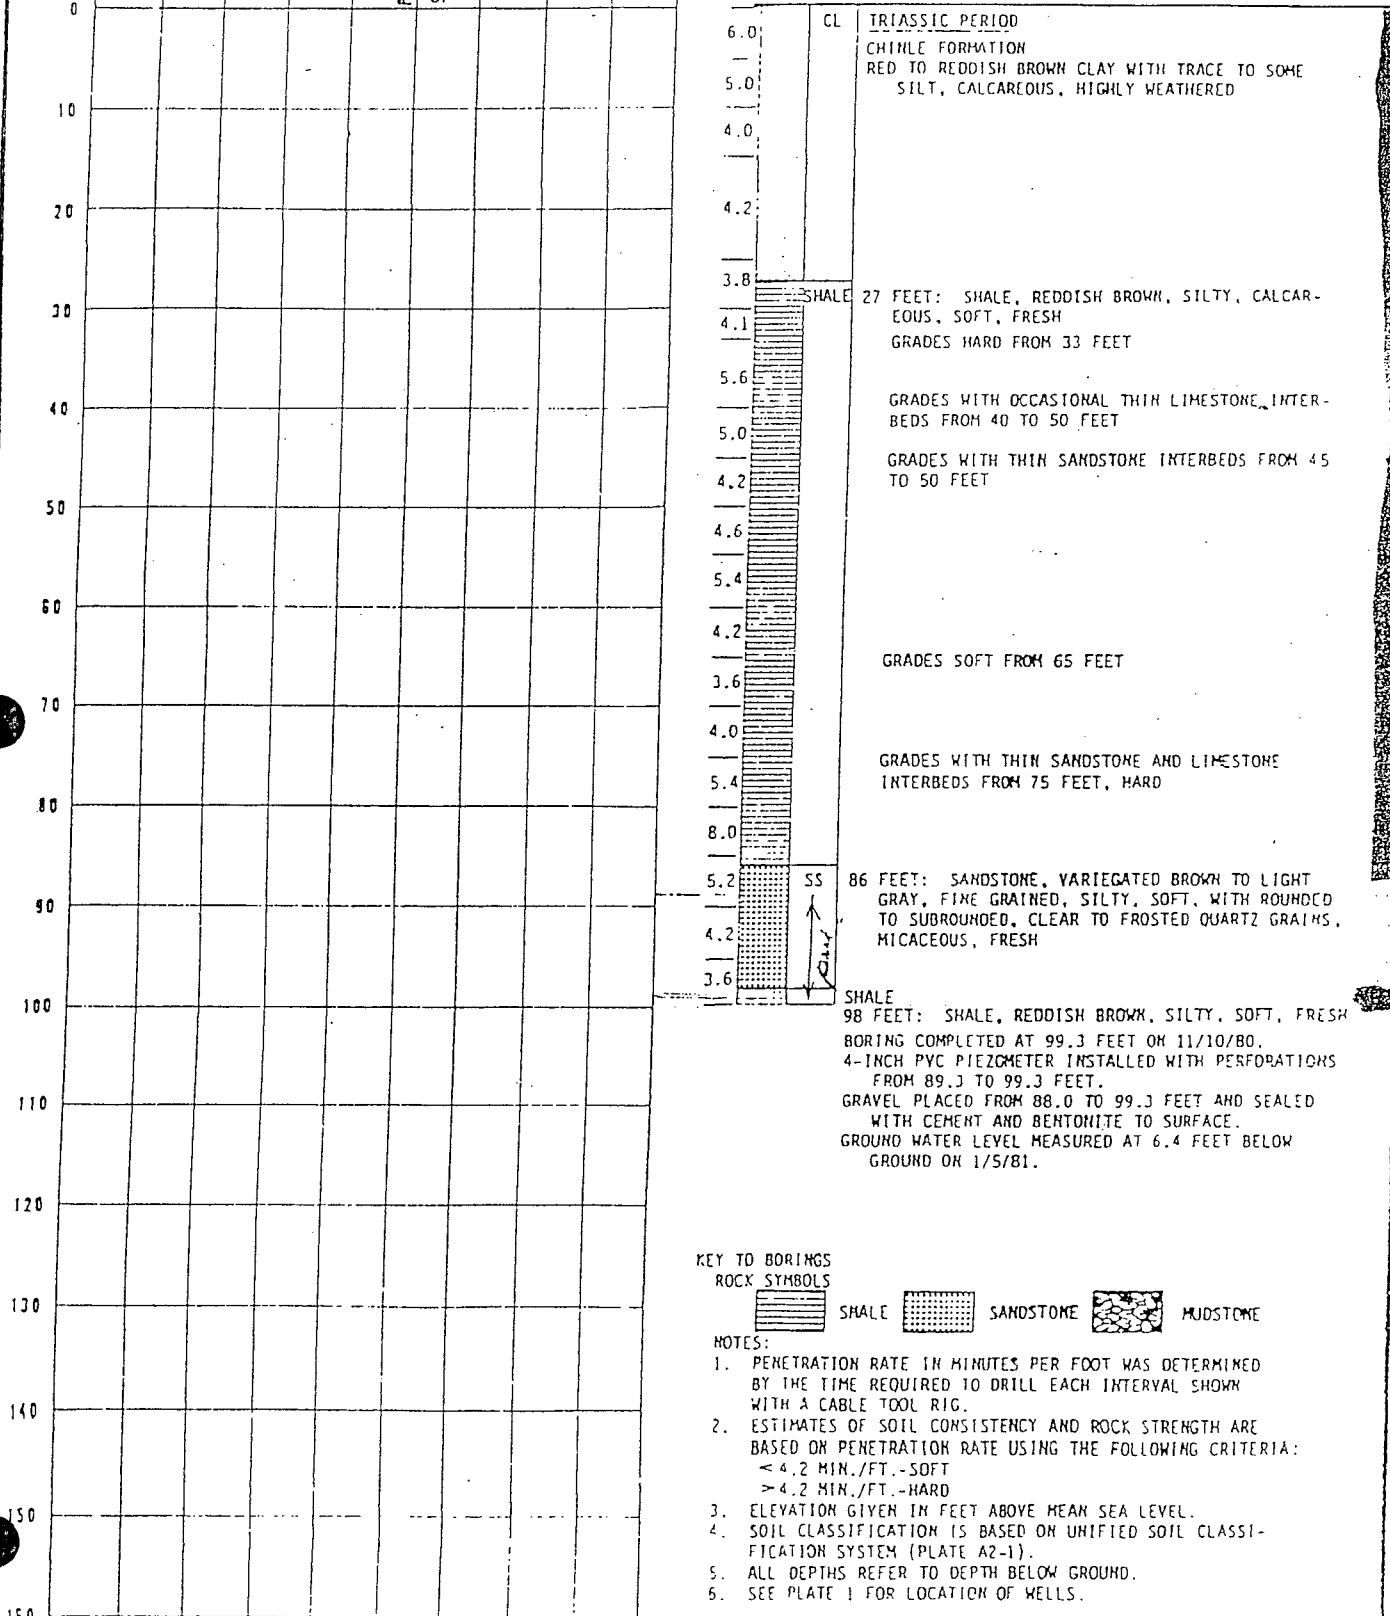 0
10
20
30
40
50
60
70
80
90
100
110
120
130
140
150
6.0
5.0
4.0
4.2
3.8
4.1
5.6
5.0
4.2
4.6
5.4
4.2
3.6
4.0
5.4
8.0
5.2
4.2
3.6
CL
SHALE
SS
TRIASSIC PERIOD
CHINLE FORMATION
RED TO REDDISH BROWN CLAY WITH TRACE TO SOME
SILT, CALCAREOUS, HIGHLY WEATHERED
27 FEET: SHALE, REDDISH BROWN, SILTY, CALCAR-
EOUS, SOFT, FRESH
GRADES HARD FROM 33 FEET
GRADES WITH OCCASIONAL THIN LIMESTONE INTER-
BEDS FROM 40 TO 50 FEET
GRADES WITH THIN SANDSTONE INTERBEDS FROM 45
TO 50 FEET
GRADES SOFT FROM 65 FEET
GRADES WITH THIN SANDSTONE AND LIMESTONE
INTERBEDS FROM 75 FEET, HARD
86 FEET: SANDSTONE, VARIEGATED BROWN TO LIGHT
GRAY, FINE GRAINED, SILTY, SOFT, WITH ROUNDED
TO SUBROUNDED, CLEAR TO FROSTED QUARTZ GRAINS,
MICACEOUS, FRESH
SHALE
98 FEET: SHALE, REDDISH BROWN, SILTY, SOFT, FRESH
BORING COMPLETED AT 99.3 FEET ON 11/10/80.
4-INCH PVC PIEZOMETER INSTALLED WITH PERFORATIONS
FROM 89.3 TO 99.3 FEET.
GRAVEL PLACED FROM 88.0 TO 99.3 FEET AND SEALED
WITH CEMENT AND BENTONITE TO SURFACE.
GROUND WATER LEVEL MEASURED AT 6.4 FEET BELOW
GROUND ON 1/5/81.
KEY TO BORINGS
ROCK SYMBOLS
SHALE SANDSTONE MUDSTONE
NOTES:
1. PENETRATION RATE IN MINUTES PER FOOT WAS DETERMINED
BY THE TIME REQUIRED TO DRILL EACH INTERVAL SHOWN
WITH A CABLE TOOL RIG.
2. ESTIMATES OF SOIL CONSISTENCY AND ROCK STRENGTH ARE
BASED ON PENETRATION RATE USING THE FOLLOWING CRITERIA:
< 4.2 MIN./FT.-SOFT
> 4.2 MIN./FT.-HARD
3. ELEVATION GIVEN IN FEET ABOVE MEAN SEA LEVEL.
4. SOIL CLASSIFICATION IS BASED ON UNIFIED SOIL CLASSI-
FICATION SYSTEM (PLATE A2-1).
5. ALL DEPTHS REFER TO DEPTH BELOW GROUND.
6. SEE PLATE 1 FOR LOCATION OF WELLS.